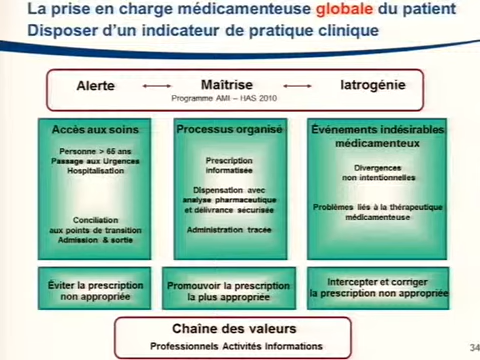 La prise en charge médicamenteuse globale du patient
Disposer d'un indicateur de pratique clinique
Alerte Maîtrise Iatrogénie
Programme AMI – HAS 2010
Accès aux soins
Personne > 65 ans
Passage aux Urgences
Hospitalisation
Conciliation
aux points de transition
Admission & sortie
Processus organisé
Prescription
informatisée
Dispensation avec
analyse pharmaceutique
et délivrance sécurisée
Administration tracée
Événements indésirables
médicamenteux
Divergences
non intentionnelles
Problèmes liés à la thérapeutique
médicamenteuse
Éviter la prescription
non appropriée
Promouvoir la prescription
la plus appropriée
Intercepter et corriger
la prescription non appropriée
Chaîne des valeurs
Professionnels Activités Informations
34